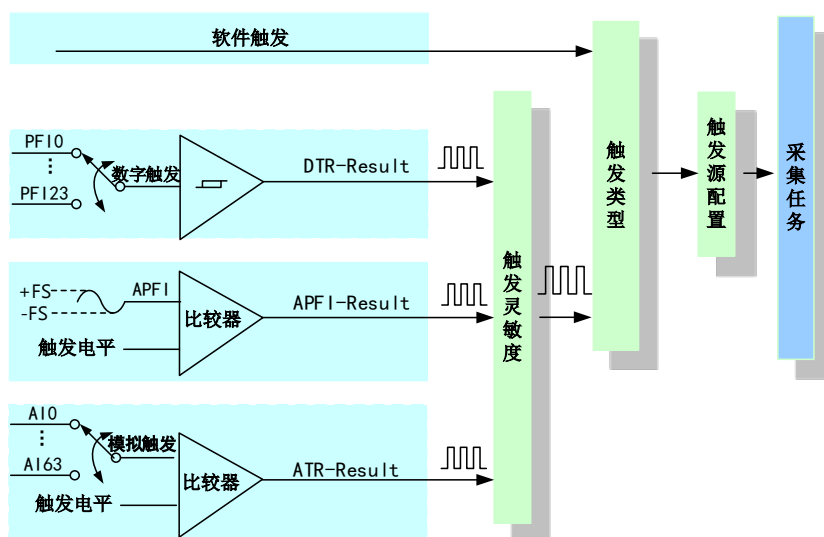 软件触发
PFI0
PFI23
数字触发
DTR-Result
+FS
-FS
APFI
触发电平
比较器
APFI-Result
AI0
AI63
模拟触发
触发电平
比较器
ATR-Result
触发灵敏度
触发类型
触发源配置
采集任务